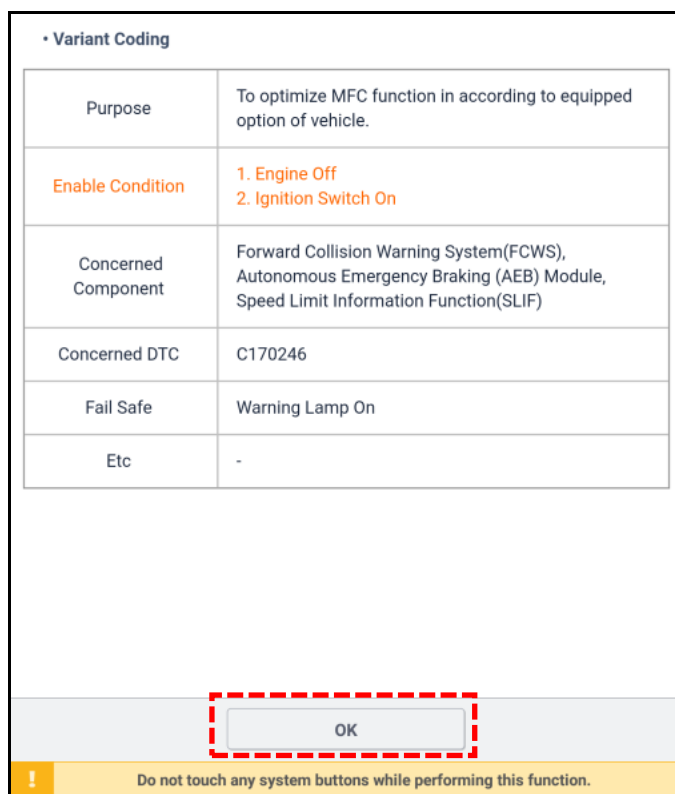 • Variant Coding
Purpose
To optimize MFC function in according to equipped
option of vehicle.
Enable Condition
1. Engine Off
2. Ignition Switch On
Concerned
Component
Forward Collision Warning System(FCWS),
Autonomous Emergency Braking (AEB) Module,
Speed Limit Information Function(SLIF)
Concerned DTC
C170246
Fail Safe
Warning Lamp On
Etc
-
OK
! Do not touch any system buttons while performing this function.